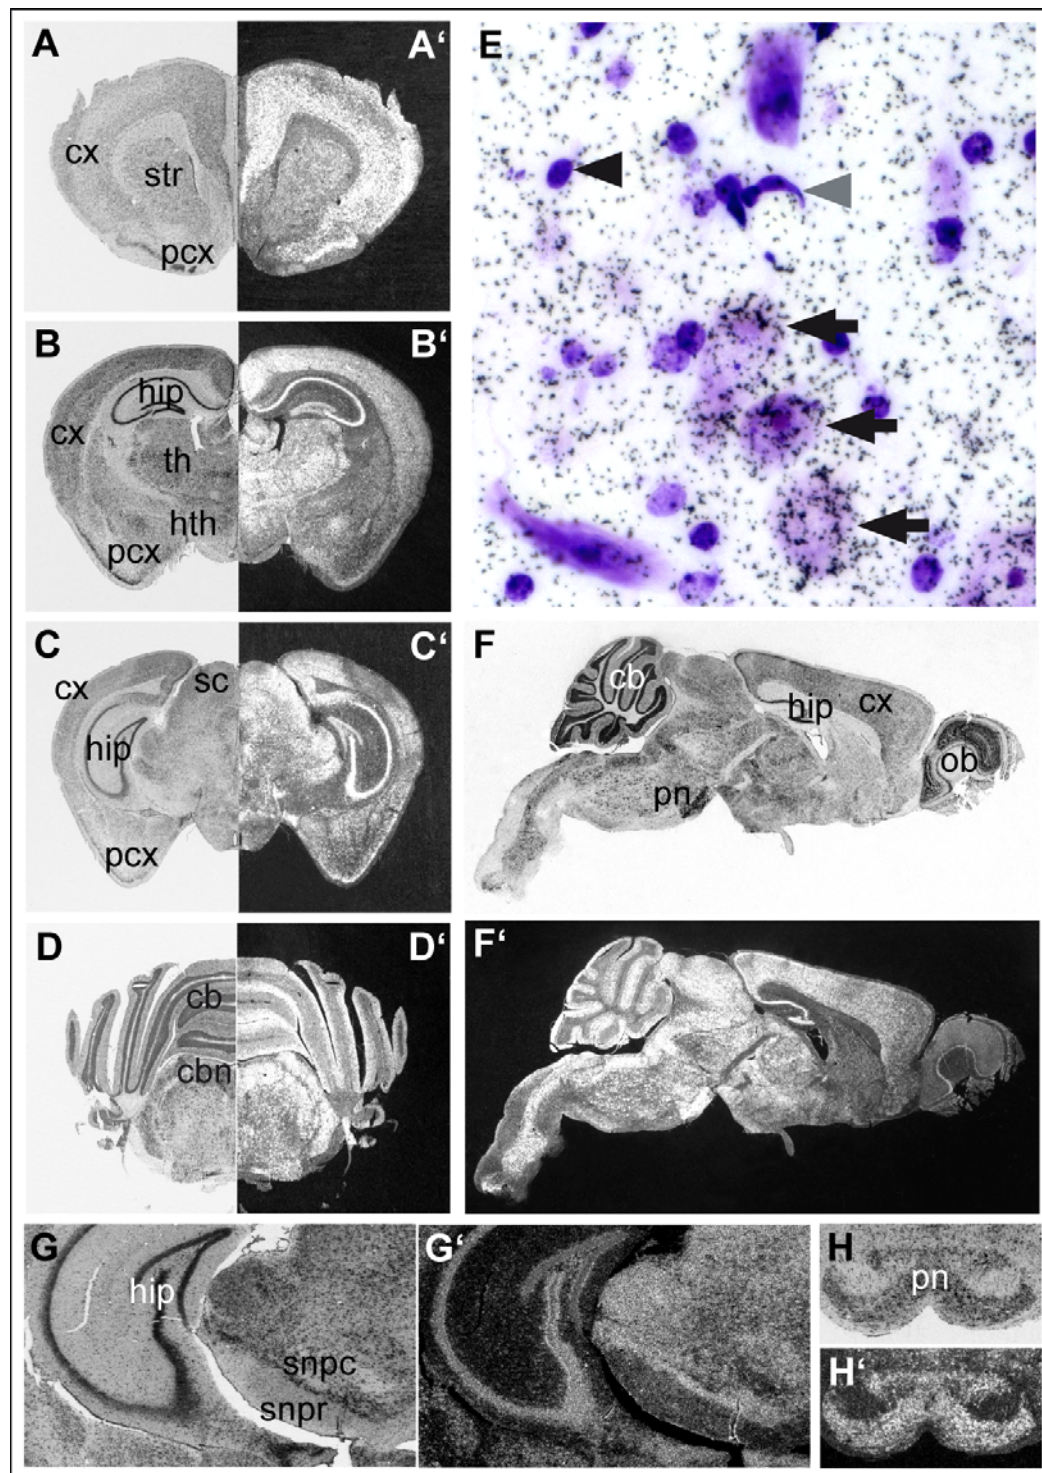 A A‘
cx
str
pcx
E
B B‘
hip
cx
th
hth
pcx
C C‘
cx
sc
hip
pcx
F
cb
hip
cx
ob
pn
D D‘
cb
cbn
F‘
G
hip
snpc
snpr
G‘
H
pn
H‘